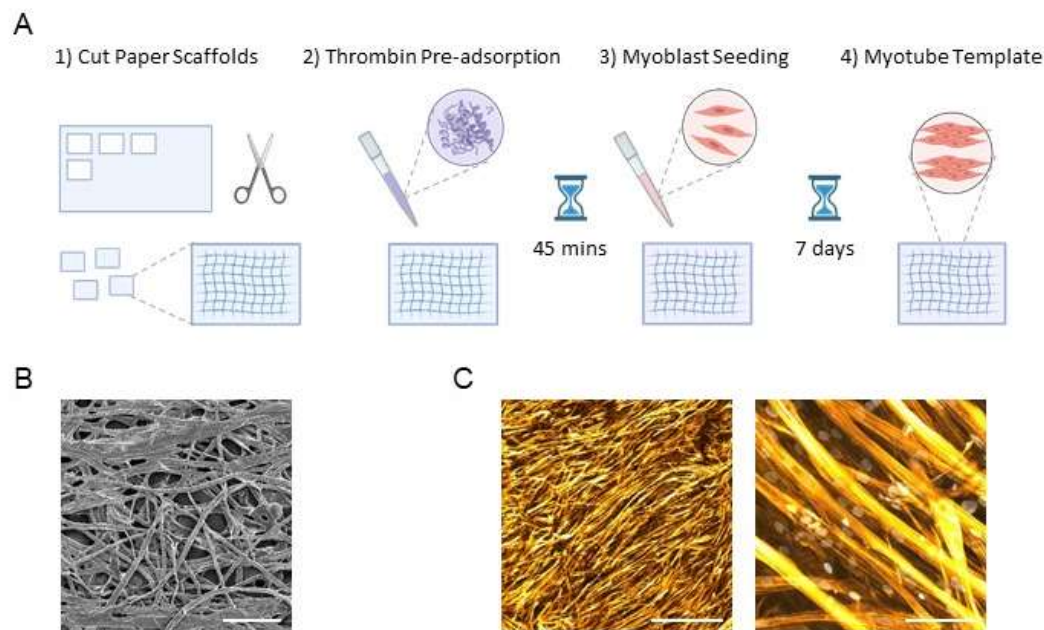 A
1) Cut Paper Scaffolds
2) Thrombin Pre-adsorption
3) Myoblast Seeding
4) Myotube Template
45 mins
7 days
B
C